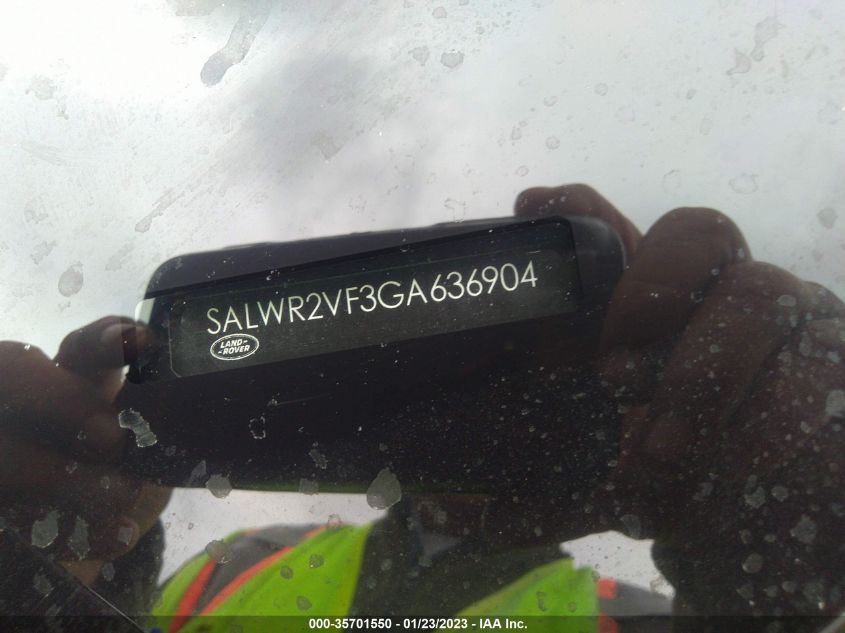 SALWR2VF3GA636904
LAND-
-ROVER
000-35701550 - 01/23/2023 - IAA Inc.